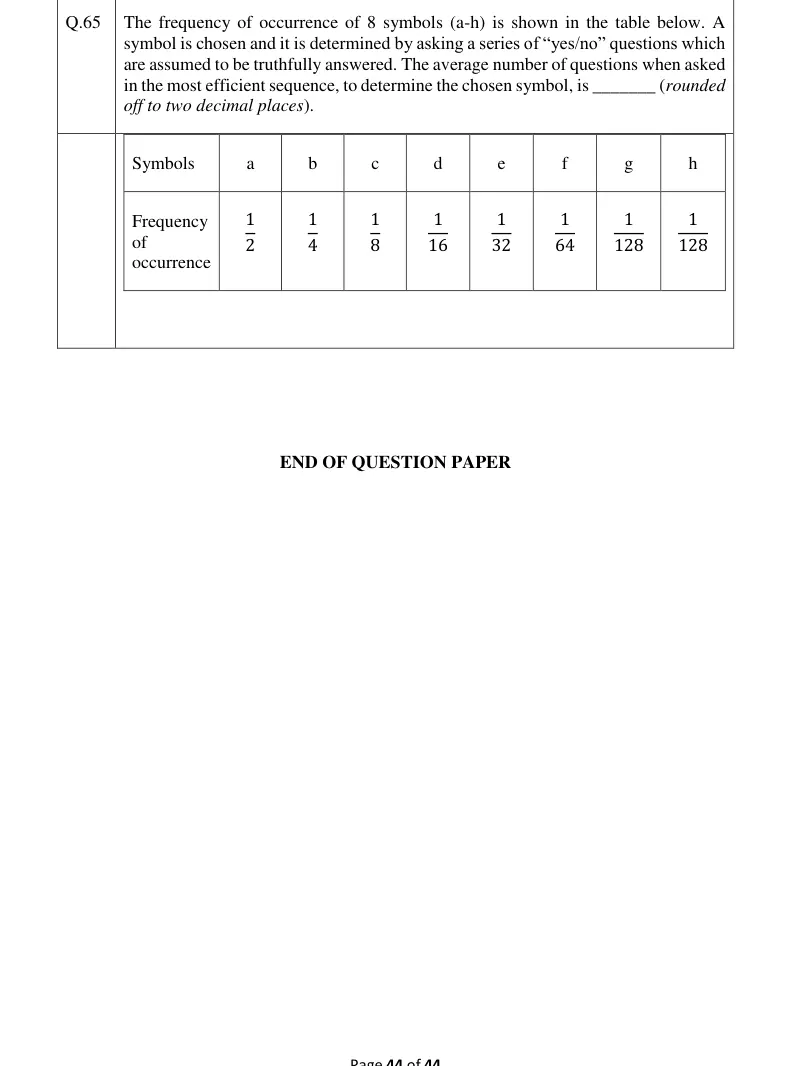 Q.65 The frequency of occurrence of 8 symbols (a-h) is shown in the table below. A
symbol is chosen and it is determined by asking a series of “yes/no” questions which
are assumed to be truthfully answered. The average number of questions when asked
in the most efficient sequence, to determine the chosen symbol, is _______ (rounded
off to two decimal places).
Symbols a b c d e f g h
Frequency of occurrence 1/2 1/4 1/8 1/16 1/32 1/64 1/128 1/128
END OF QUESTION PAPER
Page 44 of 44